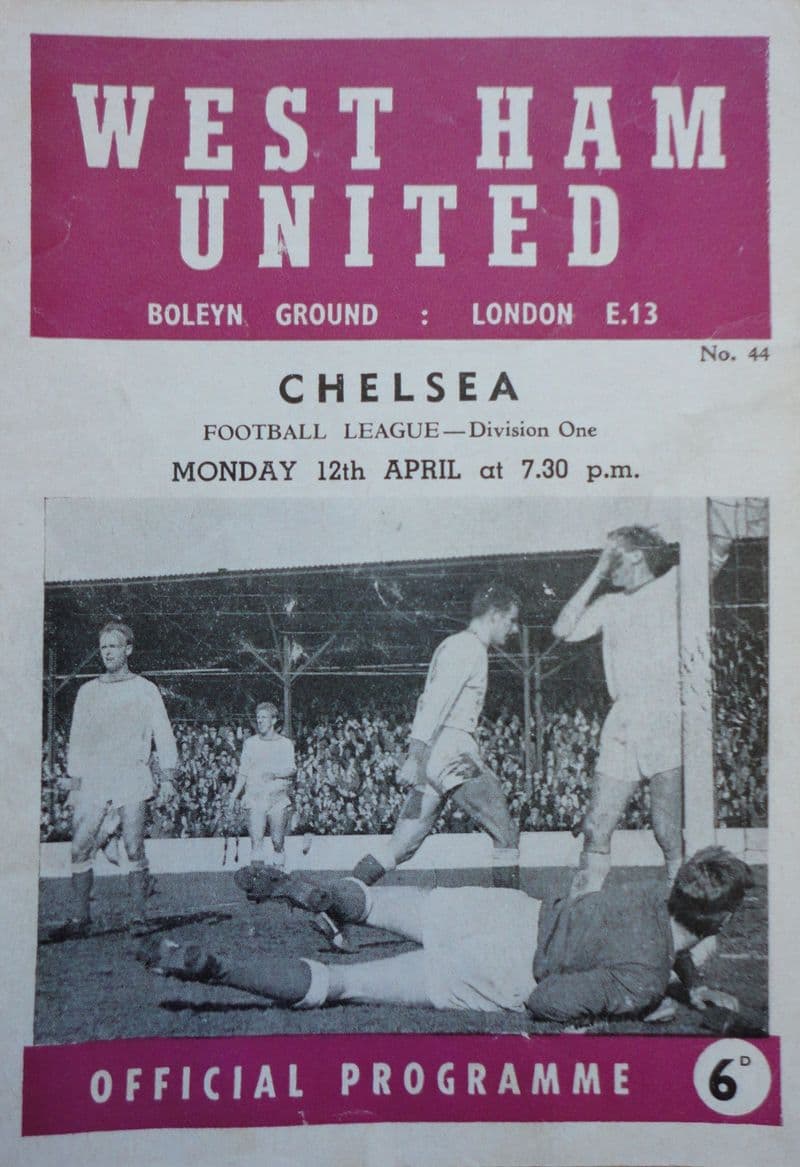 WEST HAM
UNITED
BOLEYN GROUND : LONDON E.13
No. 44
CHELSEA
FOOTBALL LEAGUE—Division One
MONDAY 12th APRIL at 7.30 p.m.
OFFICIAL PROGRAMME
6D